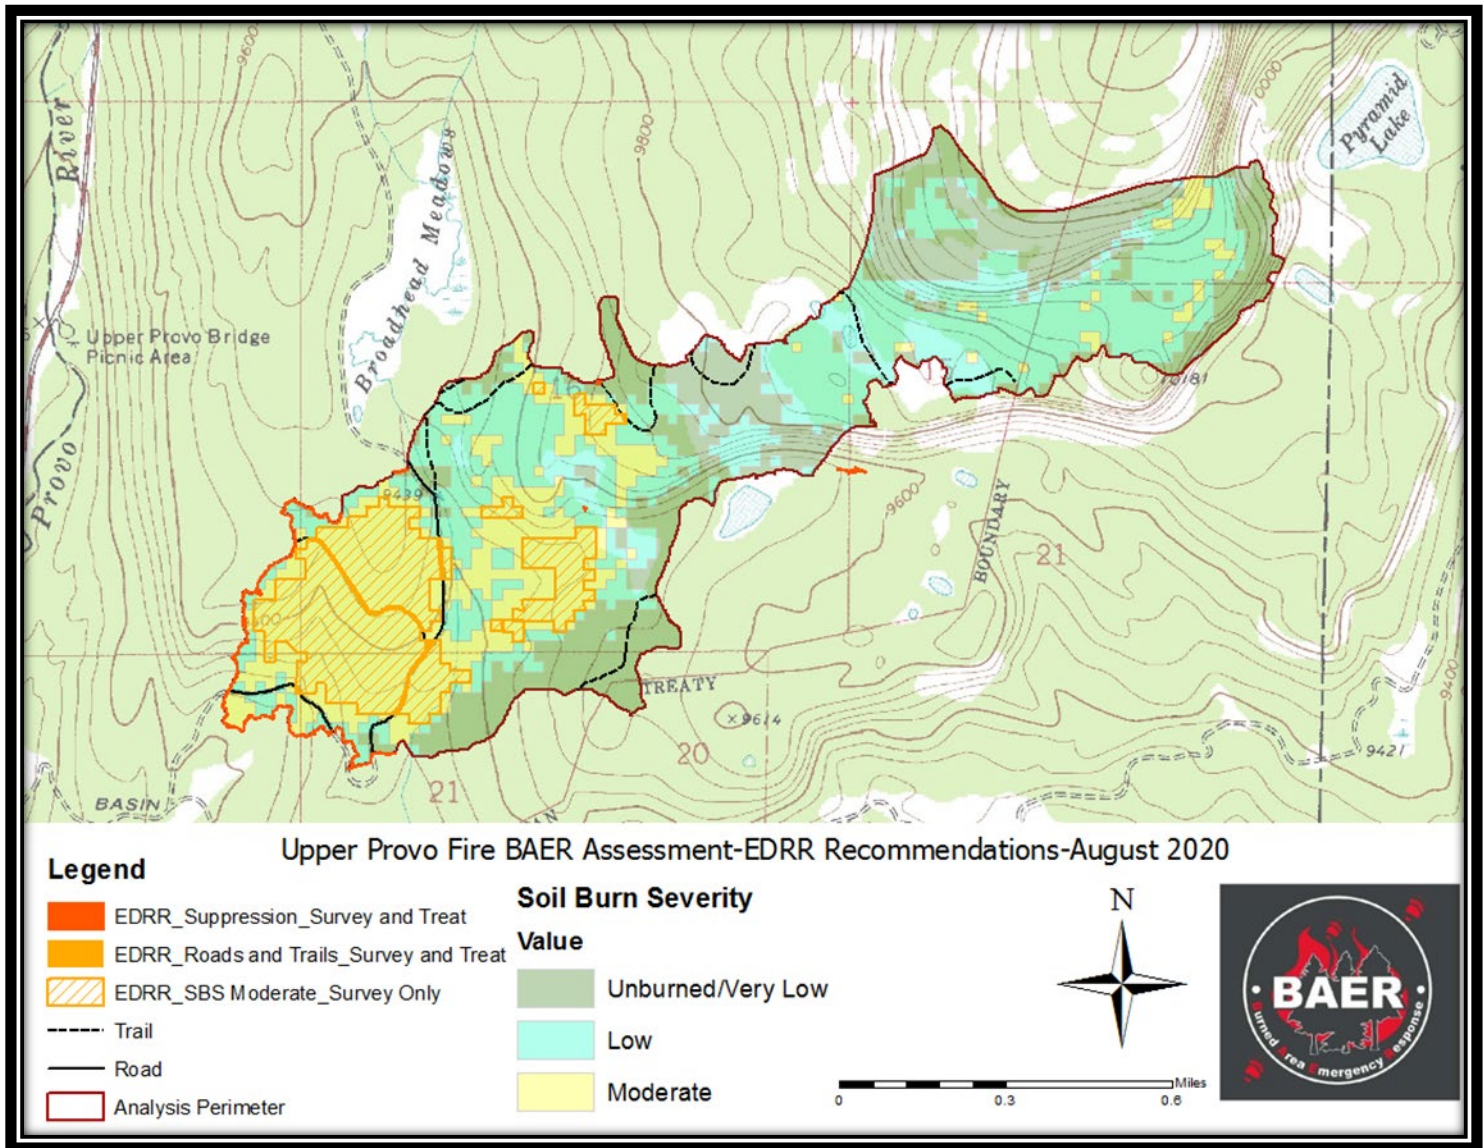 9600
River
Broadhead Meadows
9800
10000
Pyramid
Lake
Upper Provo Bridge
Picnic Area
Provo
9439
10181
9600
BOUNDARY
21
TREATY
×9614
20
9400
9421
21
BASIN
Upper Provo Fire BAER Assessment-EDRR Recommendations-August 2020
Legend
EDRR_Suppression_Survey and Treat
EDRR_Roads and Trails_Survey and Treat
EDRR_SBS Moderate_Survey Only
Trail
Road
Analysis Perimeter
Soil Burn Severity
Value
Unburned/Very Low
Low
Moderate
N
Miles
0 0.3 0.6
BAER
Burned Area Emergency Response